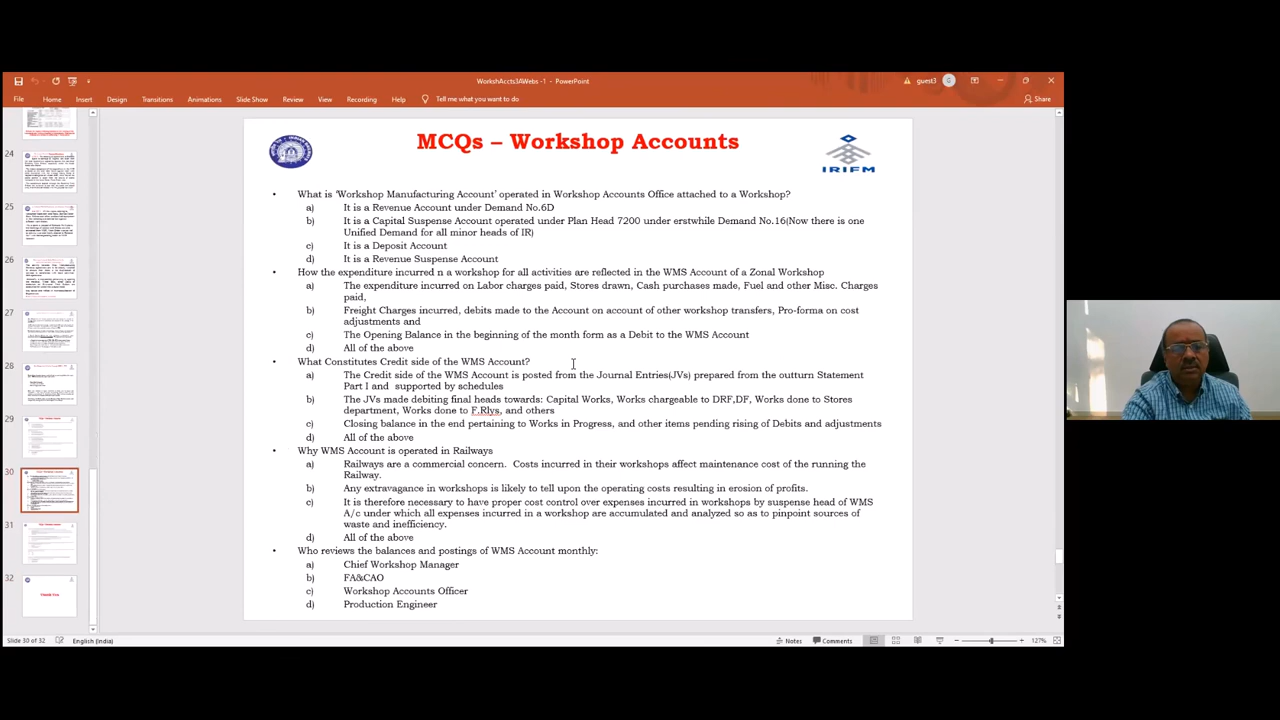 WorkshAccts3AWebs -1 - PowerPoint
guest3
G
File Home Insert Design Transitions Animations Slide Show Review View Recording Help Tell me what you want to do
Share
MCQs – Workshop Accounts
IRIFM
• What is 'Workshop Manufacturing Account' operated in Workshop Accounts Office attached to a Workshop?
a) It is a Revenue Account under Demand No.6D
b) It is a Capital Suspense Account operated under Plan Head 7200 under erstwhile Demand No.16(Now there is one
Unified Demand for all minor heads of IR)
c) It is a Deposit Account
d) It is a Revenue Suspense Account
• How the expenditure incurred n a workshop for all activities are reflected in the WMS Account of a Zonal Workshop
a) The expenditure incurred on Labor charges paid, Stores drawn, Cash purchases made, Fuel and other Misc. Charges
paid,
b) Freight Charges incurred, debits made to the Account on account of other workshop transfers, Pro-forma on cost
adjustments and
c) The Opening Balance in the beginning of the month form as a Debit to the WMS Account
d) All of the above
• What Constitutes Credit side of the WMS Account?
a) The Credit side of the WMS Account is posted from the Journal Entries(JVs) prepared from the outturn Statement
Part I and supported by schedules
b) The JVs made debiting final heads towards: Capital Works, Works chargeable to DRF,DF, Works done to Stores
department, Works done to F.Rlys, and others
c) Closing balance in the end pertaining to Works in Progress, and other items pending rising of Debits and adjustments
d) All of the above
• Why WMS Account is operated in Railways
a) Railways are a commercial concern. Costs incurred in their workshops affect maintenance cost of the running the
Railway.
b) Any extravagance in workshops likely to tell upon the operating costs resulting in erosion of profits.
c) It is therefore necessary to have proper cost control over expenses incurred in workshops by suspense head of WMS
A/c under which all expenses incurred in a workshop are accumulated and analyzed so as to pinpoint sources of
waste and inefficiency.
d) All of the above
• Who reviews the balances and postings of WMS Account monthly:
a) Chief Workshop Manager
b) FA&CAO
c) Workshop Accounts Officer
d) Production Engineer
24
25
26
27
28
29
30
31
32
Thank You
Slide 30 of 32 English (India)
Notes Comments 127%